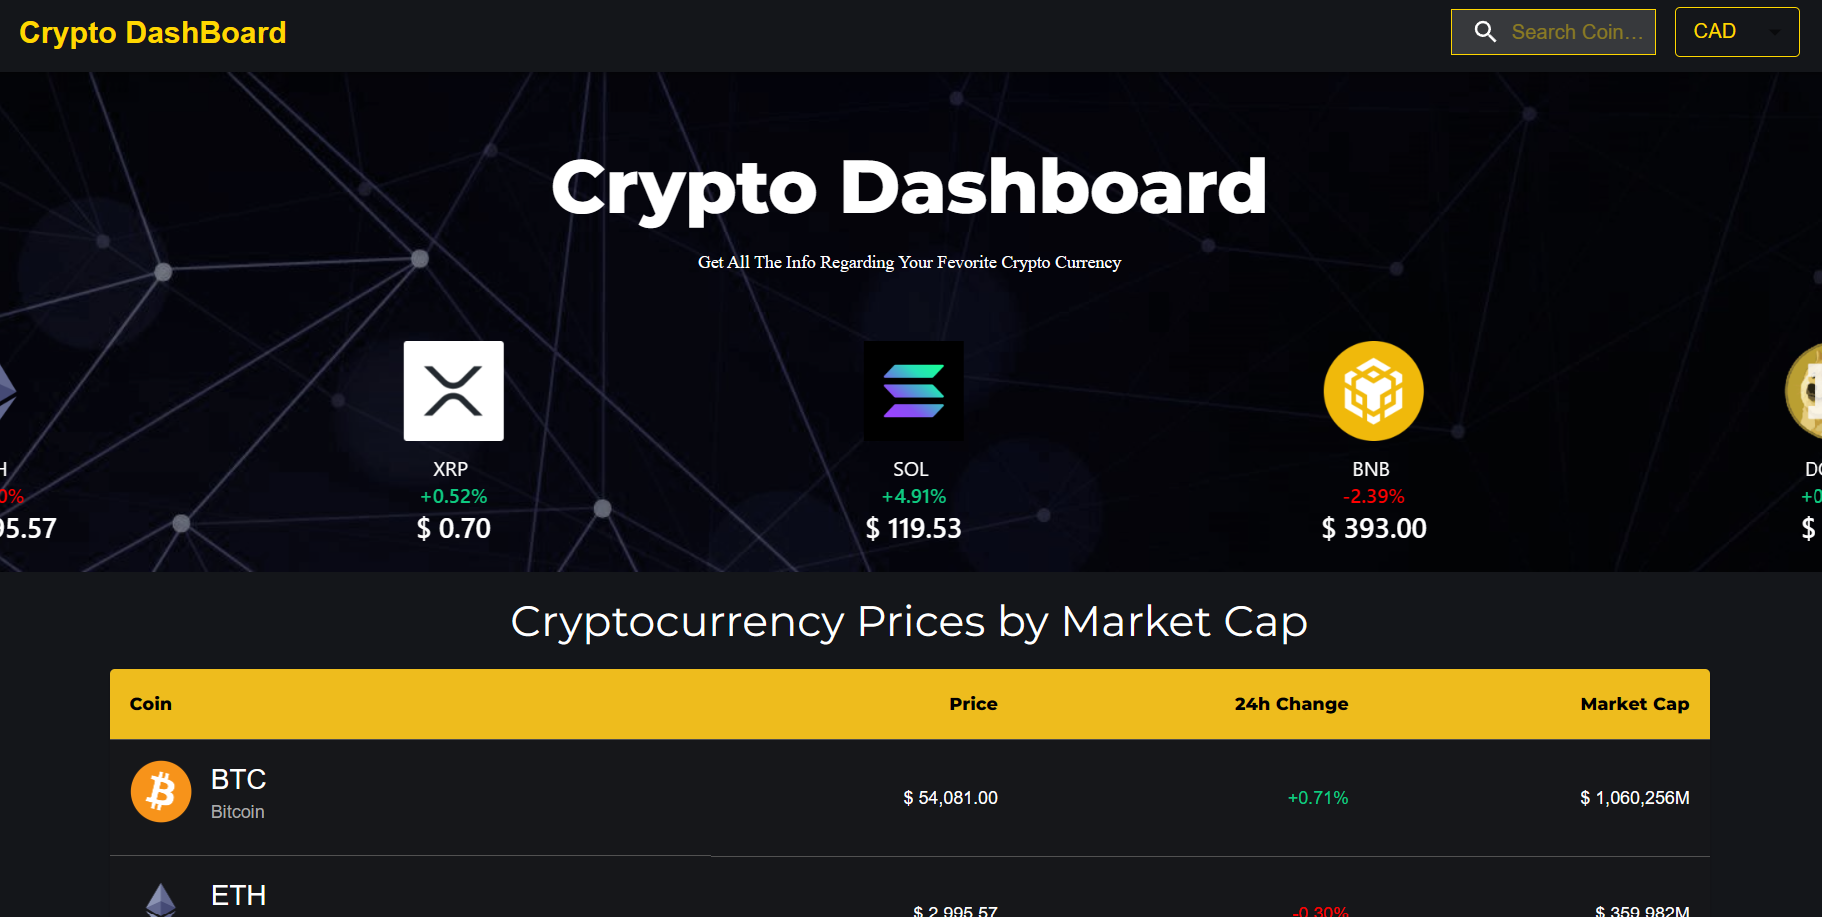 Crypto DashBoard
Search Coin...
CAD
Crypto Dashboard
Get All The Info Regarding Your Fevorite Crypto Currency
XRP
SOL
BNB
+0.52%
+4.91%
-2.39%
95.57
$ 0.70
$ 119.53
$ 393.00
$
Cryptocurrency Prices by Market Cap
Coin
Price
24h Change
Market Cap
BTC
Bitcoin
$ 54,081.00
+0.71%
$ 1,060,256M
ETH
$ 2,995.57
-0.30%
$ 359,982M